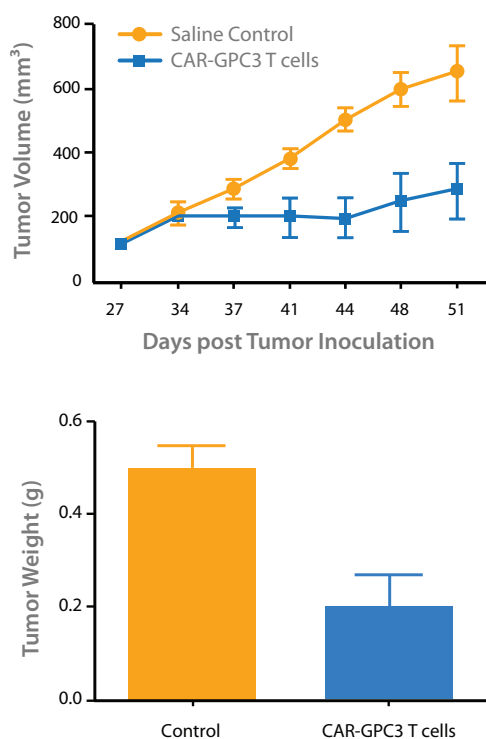 800
600
400
200
0
Tumor Volume (mm³)
Saline Control
CAR-GPC3 T cells
27 34 37 41 44 48 51
Days post Tumor Inoculation
0.6
0.4
0.2
0.0
Tumor Weight (g)
Control CAR-GPC3 T cells